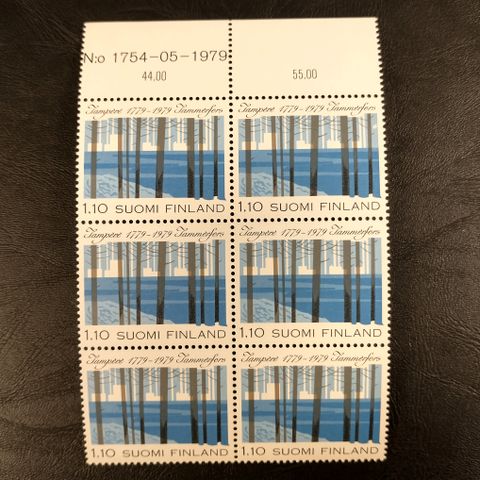 N:o 1754-05-1979
44.00 55.00
Tampere 1779-1979 Tammerfors Tampere 1779-1979 Tammerfors
1.10 SUOMI FINLAND 1.10 SUOMI FINLAND
Tampere 1779-1979 Tammerfors Tampere 1779-1979 Tammerfors
1.10 SUOMI FINLAND 1.10 SUOMI FINLAND
Tampere 1779-1979 Tammerfors Tampere 1779-1979 Tammerfors
1.10 SUOMI FINLAND 1.10 SUOMI FINLAND